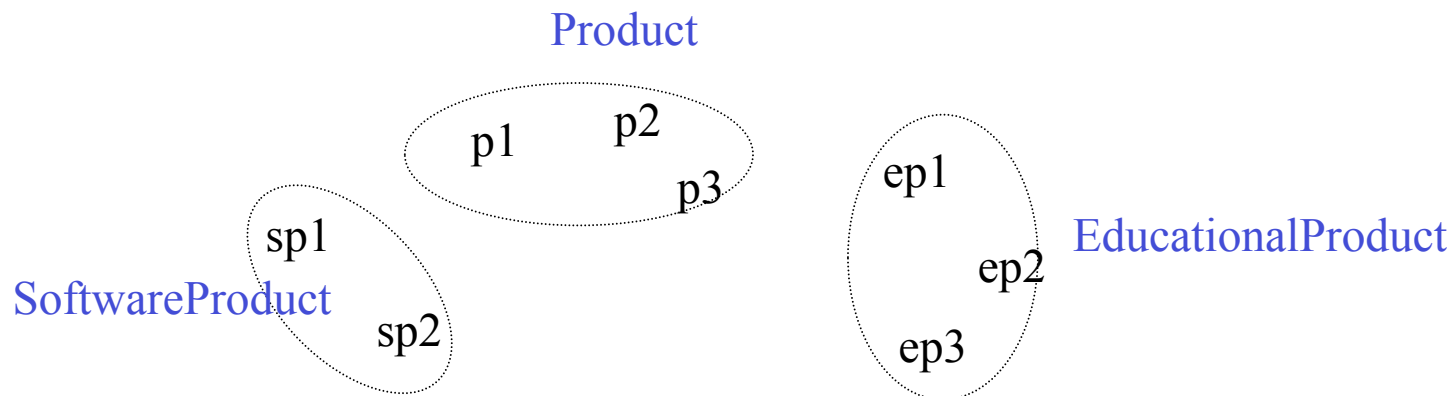 Product
p1
p2
p3
sp1
sp2
SoftwareProduct
ep1
ep2
ep3
EducationalProduct